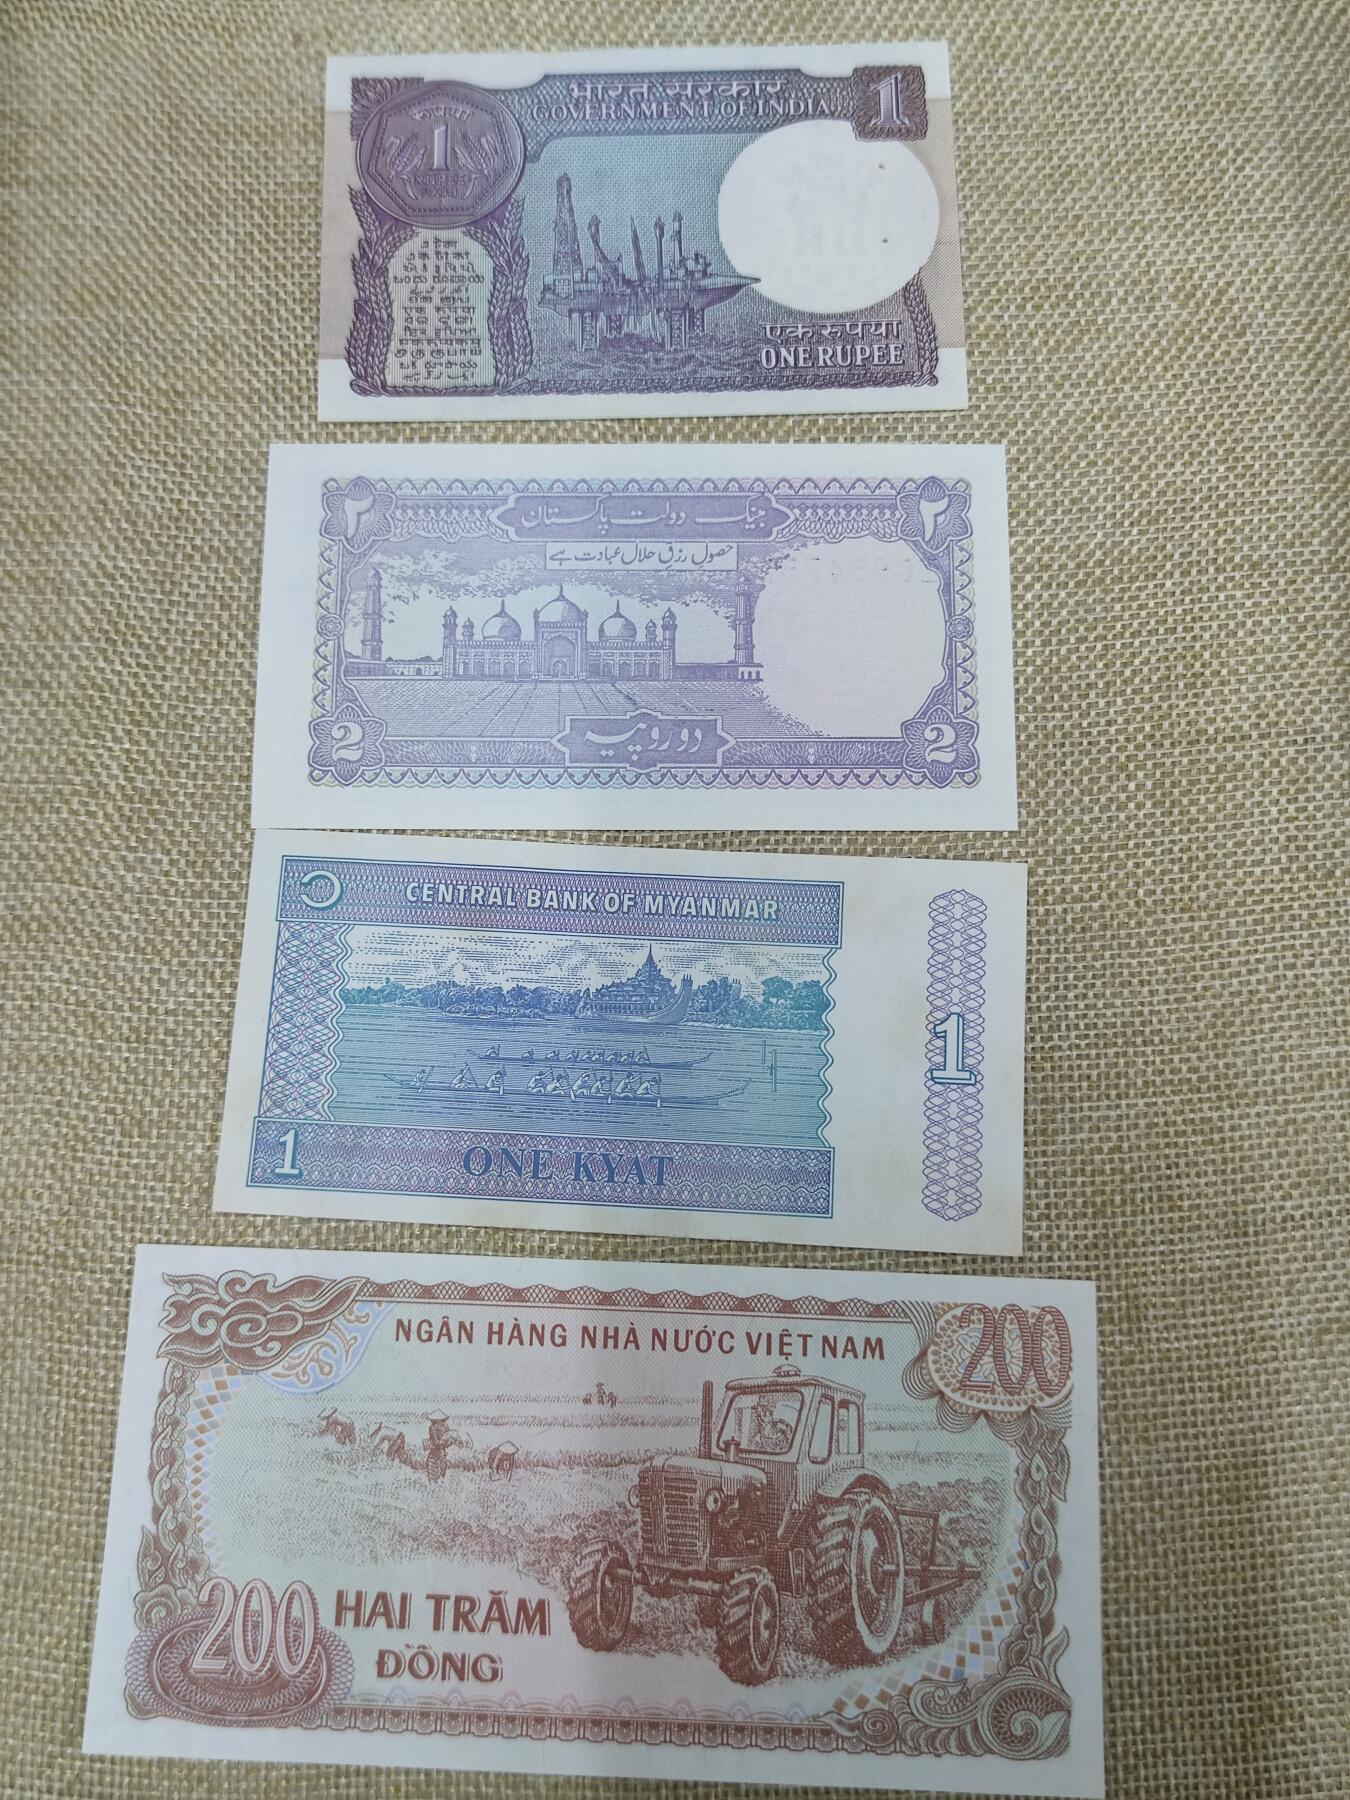 भारत सरकार
GOVERNMENT OF INDIA
1
रुपया
1
एक रुपया
ONE RUPEE
۲
بینک دولت پاکستان
۲
حصول رزق حلال عبادت ہے
2
دو روپیہ
2
၁
CENTRAL BANK OF MYANMAR
1
1
ONE KYAT
NGÂN HÀNG NHÀ NƯỚC VIỆT NAM
200
200
HAI TRĂM
ĐỒNG